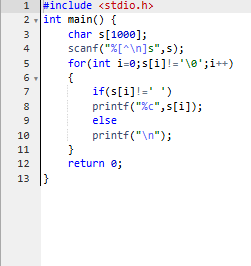 1 #include <stdio.h>
2 int main() {
3 char s[1000];
4 scanf("%[^\n]s",s);
5 for(int i=0;s[i]!='\0';i++)
6 {
7 if(s[i]!=' ')
8 printf("%c",s[i]);
9 else
10 printf("\n");
11 }
12 return 0;
13 }